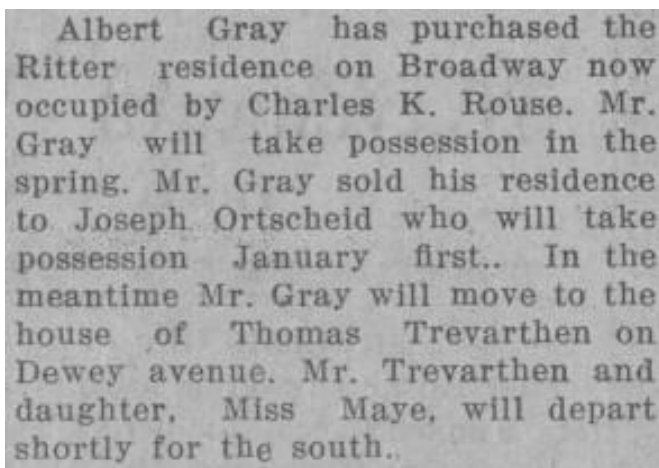 Albert Gray has purchased the
Ritter residence on Broadway now
occupied by Charles K. Rouse. Mr.
Gray will take possession in the
spring. Mr. Gray sold his residence
to Joseph Ortscheid who will take
possession January first.. In the
meantime Mr. Gray will move to the
house of Thomas Trevarthen on
Dewey avenue. Mr. Trevarthen and
daughter, Miss Maye, will depart
shortly for the south.